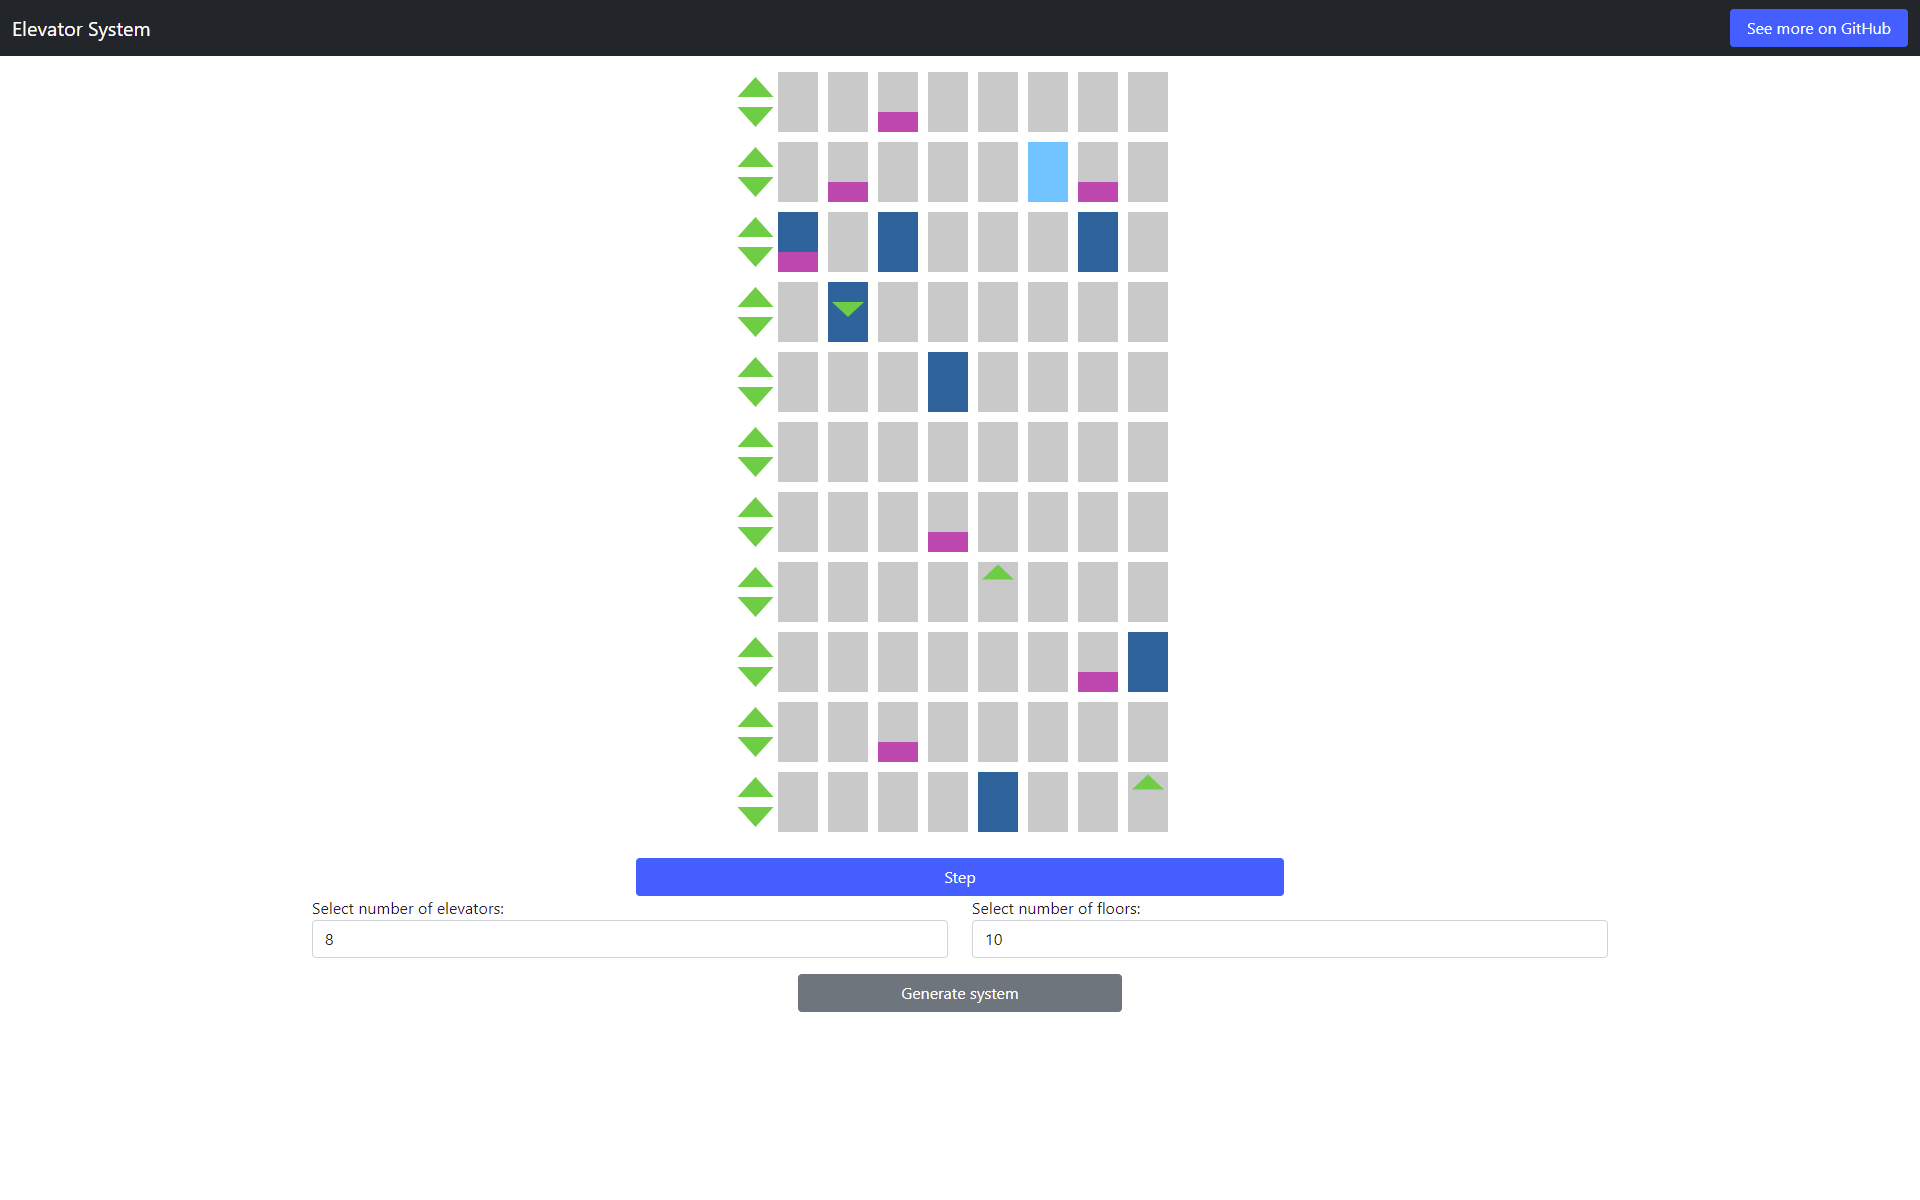 Elevator System
See more on GitHub
Step
Select number of elevators:
Select number of floors:
8
10
Generate system